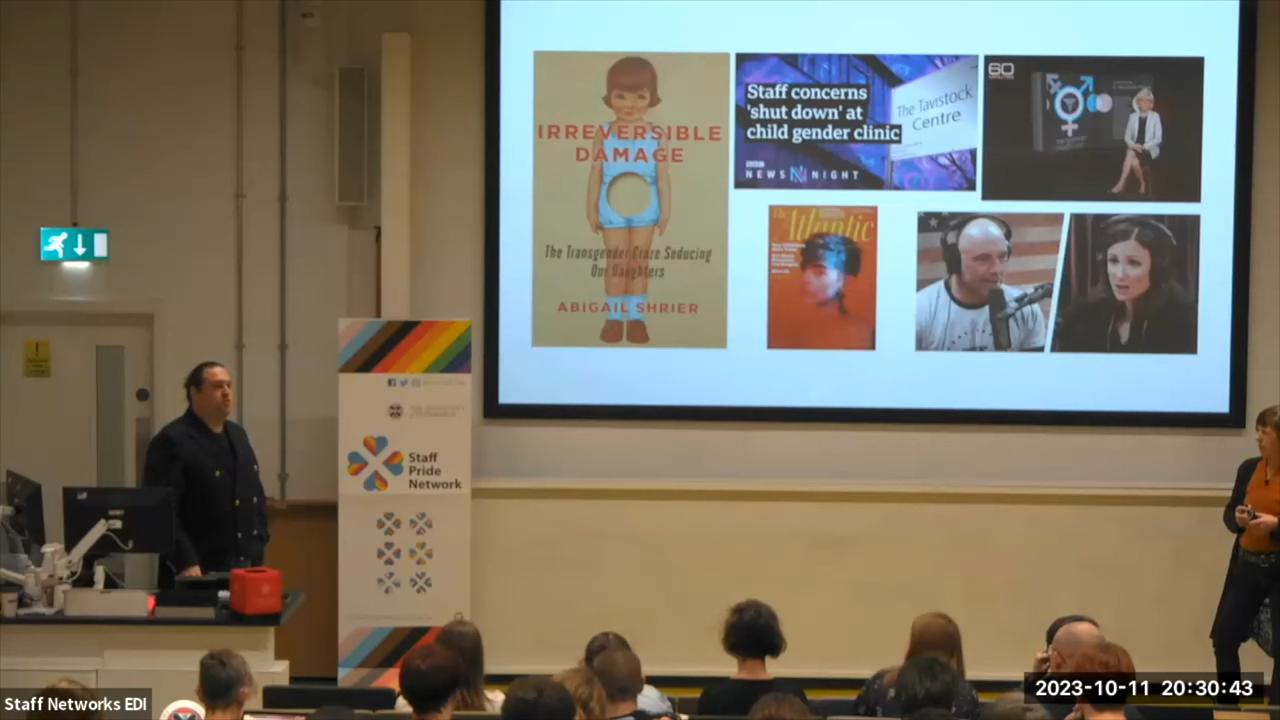 60
Staff concerns
'shut down' at
child gender clinic
The Tavistock
Centre
NEWSNIGHT
IRREVERSIBLE
DAMAGE
The Transgender Craze Seducing
Our Daughters
ABIGAIL SHRIER
The
Atlantic
Staff
Pride
Network
Staff Networks EDI
2023-10-11 20:30:43